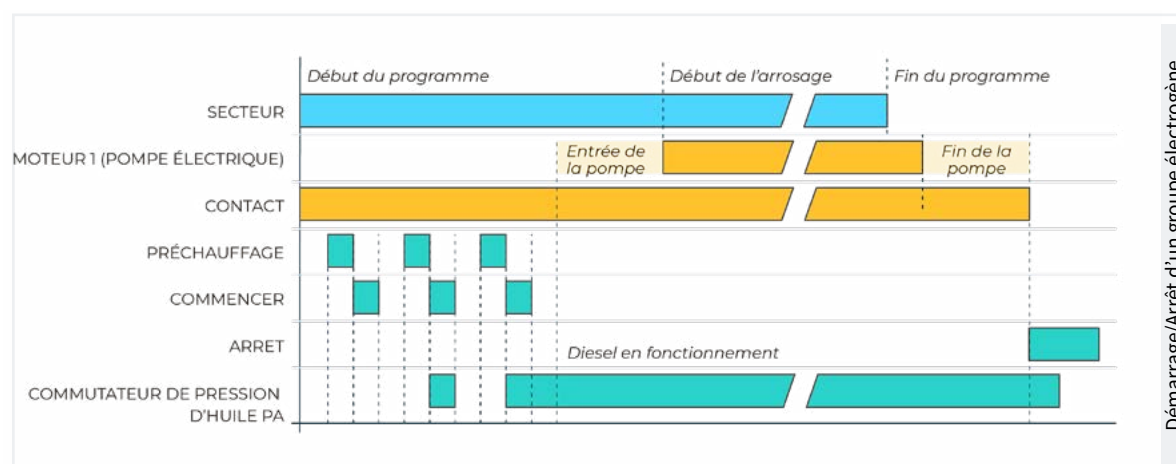 Début du programme
Début de l'arrosage
Fin du programme
SECTEUR
MOTEUR 1 (POMPE ÉLECTRIQUE)
Entrée de
la pompe
Fin de la
pompe
CONTACT
PRÉCHAUFFAGE
COMMENCER
ARRET
Diesel en fonctionnement
COMMUTATEUR DE PRESSION
D'HUILE PA
Démarrage/Arrêt d'un groupe électrogène